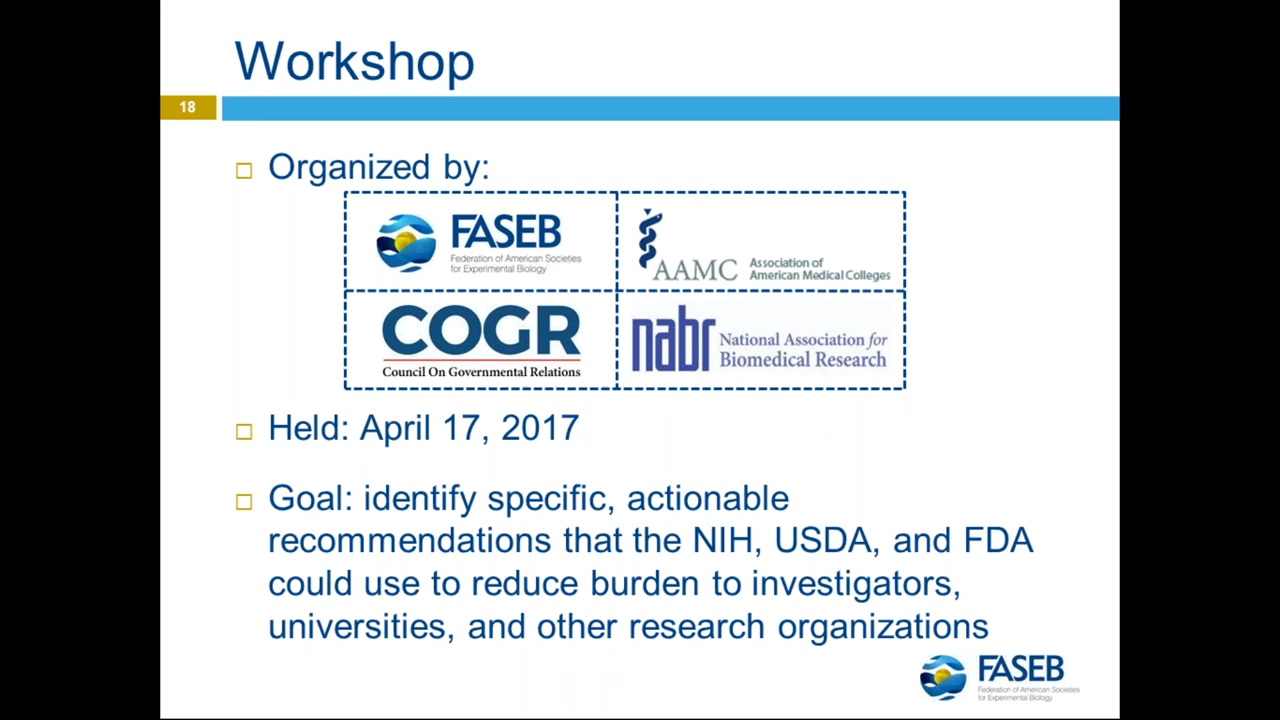 Workshop
18
Organized by:
FASEB
Federation of American Societies
for Experimental Biology
AAMC
Association of
American Medical Colleges
COGR
Council On Governmental Relations
nabr
National Association for
Biomedical Research
Held: April 17, 2017
Goal: identify specific, actionable
recommendations that the NIH, USDA, and FDA
could use to reduce burden to investigators,
universities, and other research organizations
FASEB
Federation of American Societies
for Experimental Biology